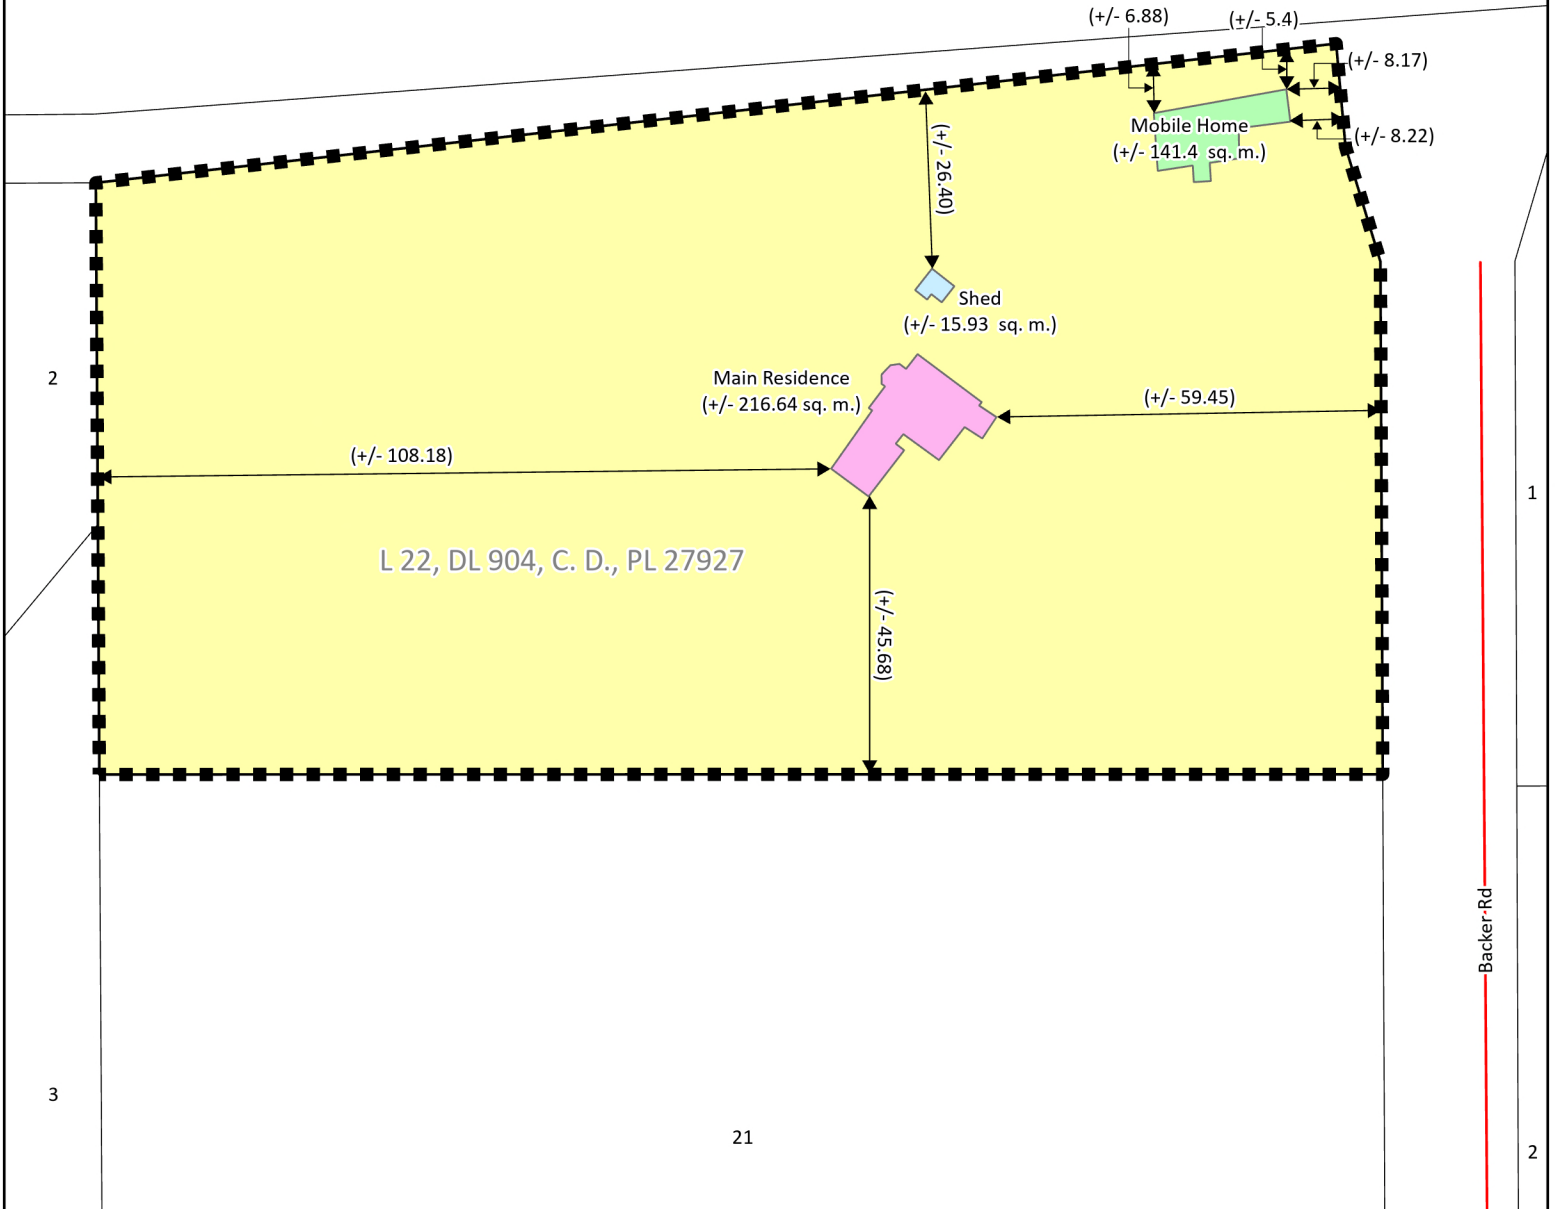 (+/- 6.88)
(+/- 5.4)
(+/- 8.17)
Mobile Home
(+/- 141.4 sq. m.)
(+/- 8.22)
(+/- 26.40)
Shed
(+/- 15.93 sq. m.)
2
Main Residence
(+/- 216.64 sq. m.)
(+/- 59.45)
(+/- 108.18)
1
L 22, DL 904, C. D., PL 27927
(+/- 45.68)
Backer Rd
3
21
2